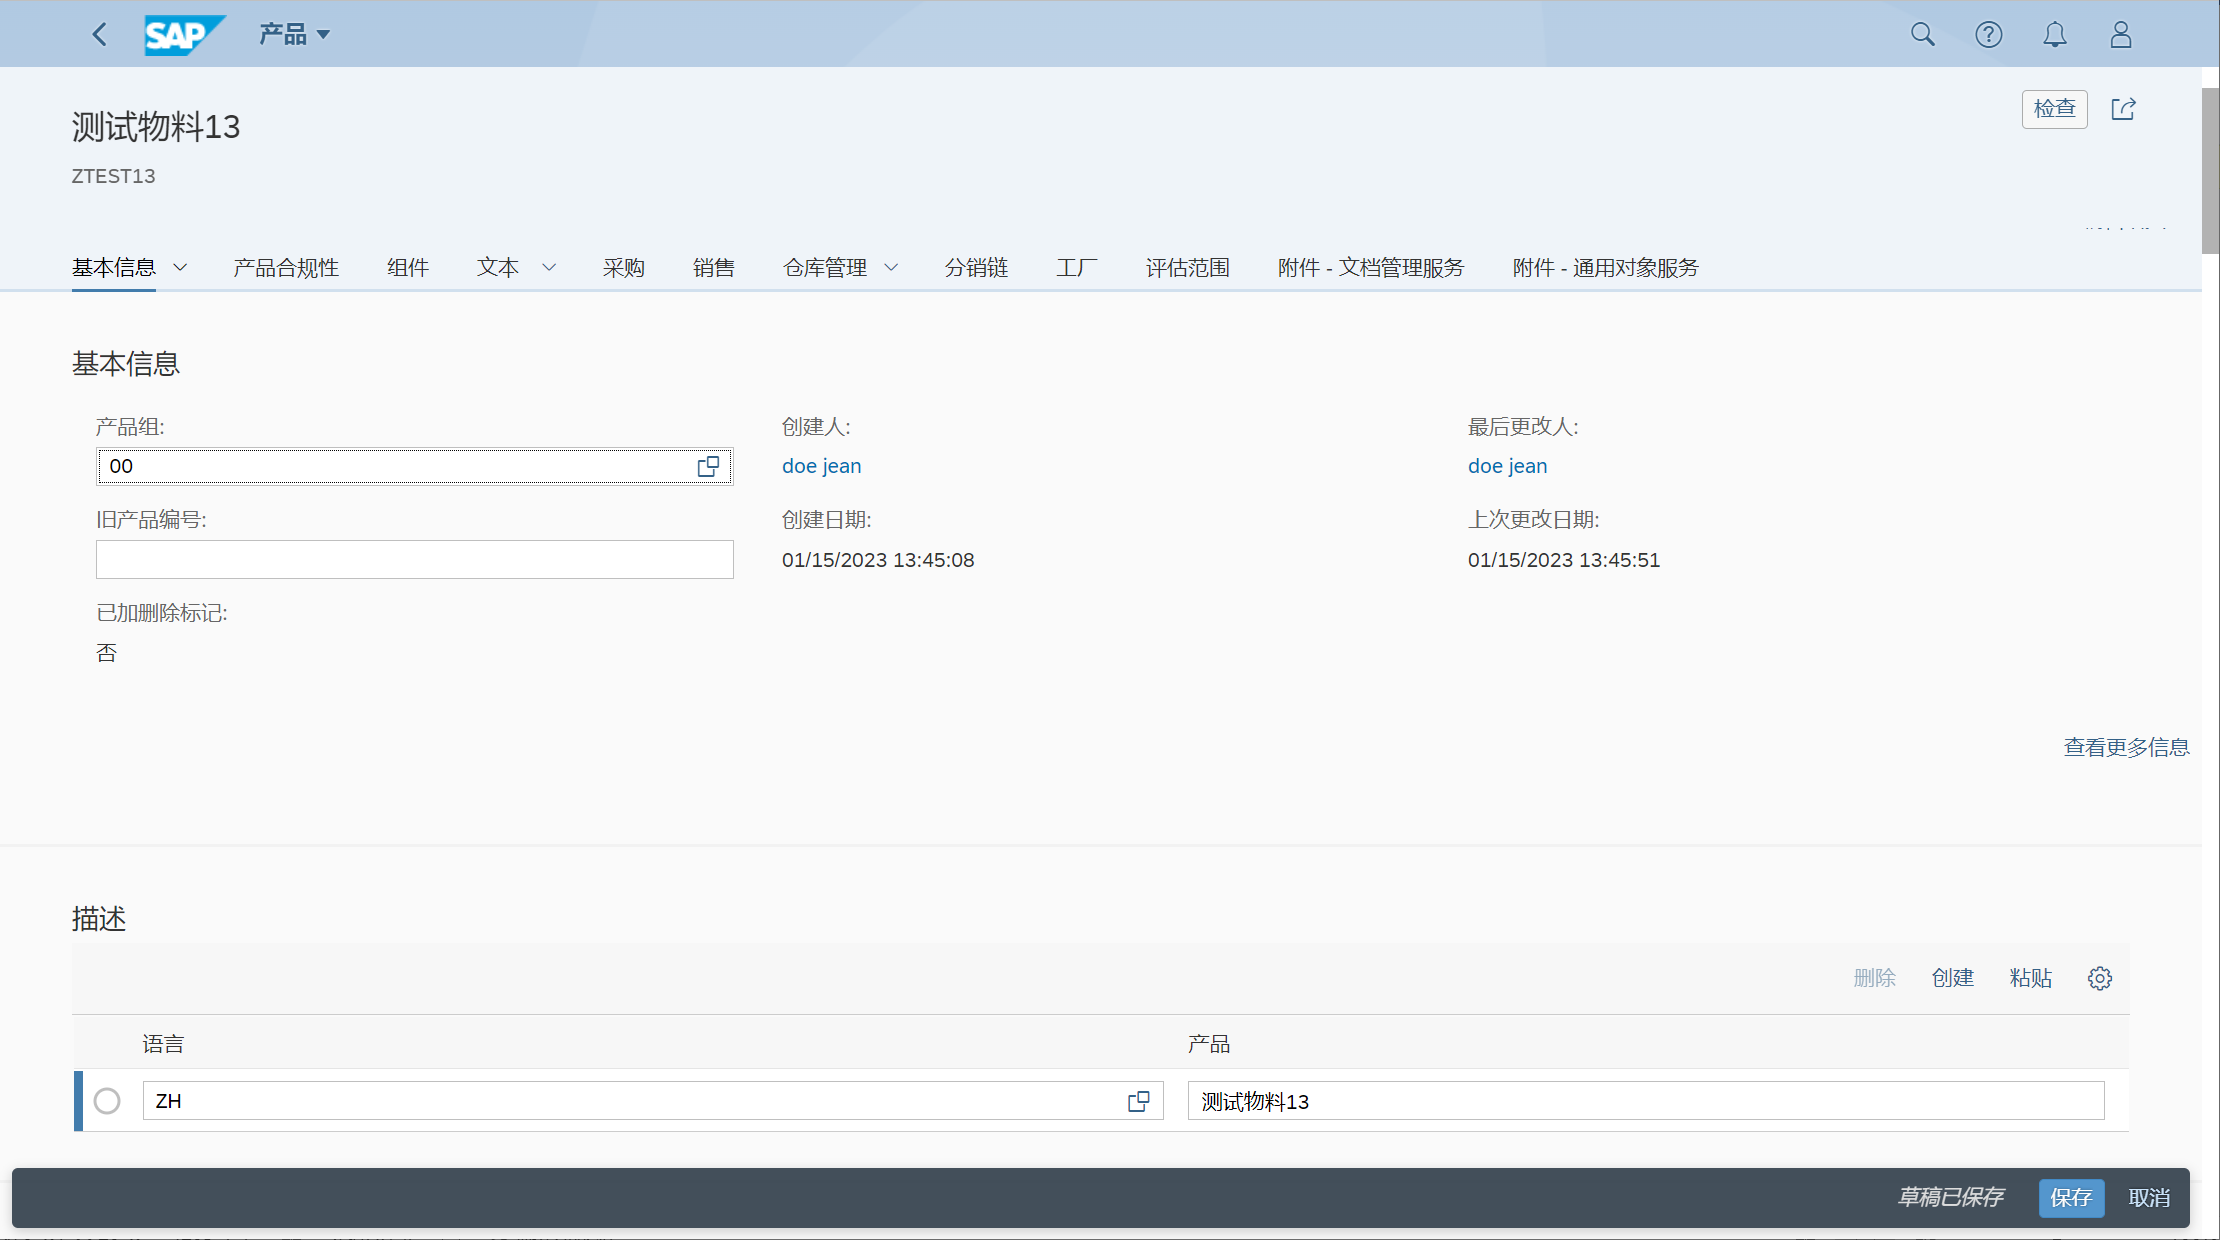 SAP 产品
测试物料13
检查
ZTEST13
基本信息 产品合规性 组件 文本 采购 销售 仓库管理 分销链 工厂 评估范围 附件 - 文档管理服务 附件 - 通用对象服务
基本信息
产品组: 创建人: 最后更改人:
00 doe jean doe jean
旧产品编号: 创建日期: 上次更改日期:
01/15/2023 13:45:08 01/15/2023 13:45:51
已加删除标记:
否
查看更多信息
描述
删除 创建 粘贴
语言 产品
ZH 测试物料13
草稿已保存 保存 取消